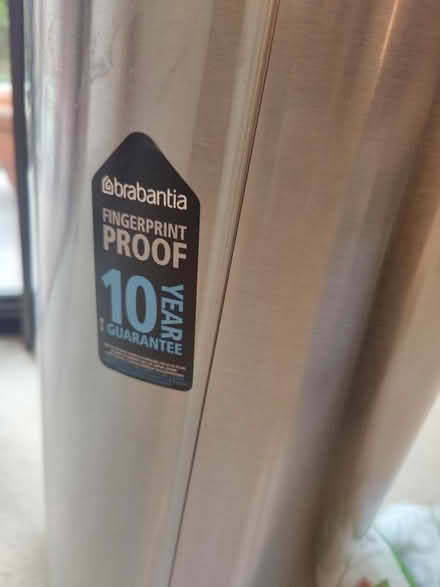 brabantia
FINGERPRINT
PROOF
10 YEAR
GUARANTEE